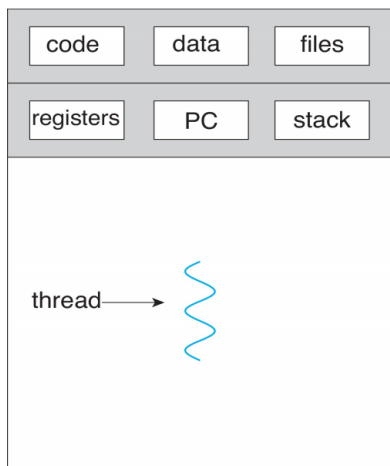 code data files
registers PC stack
thread